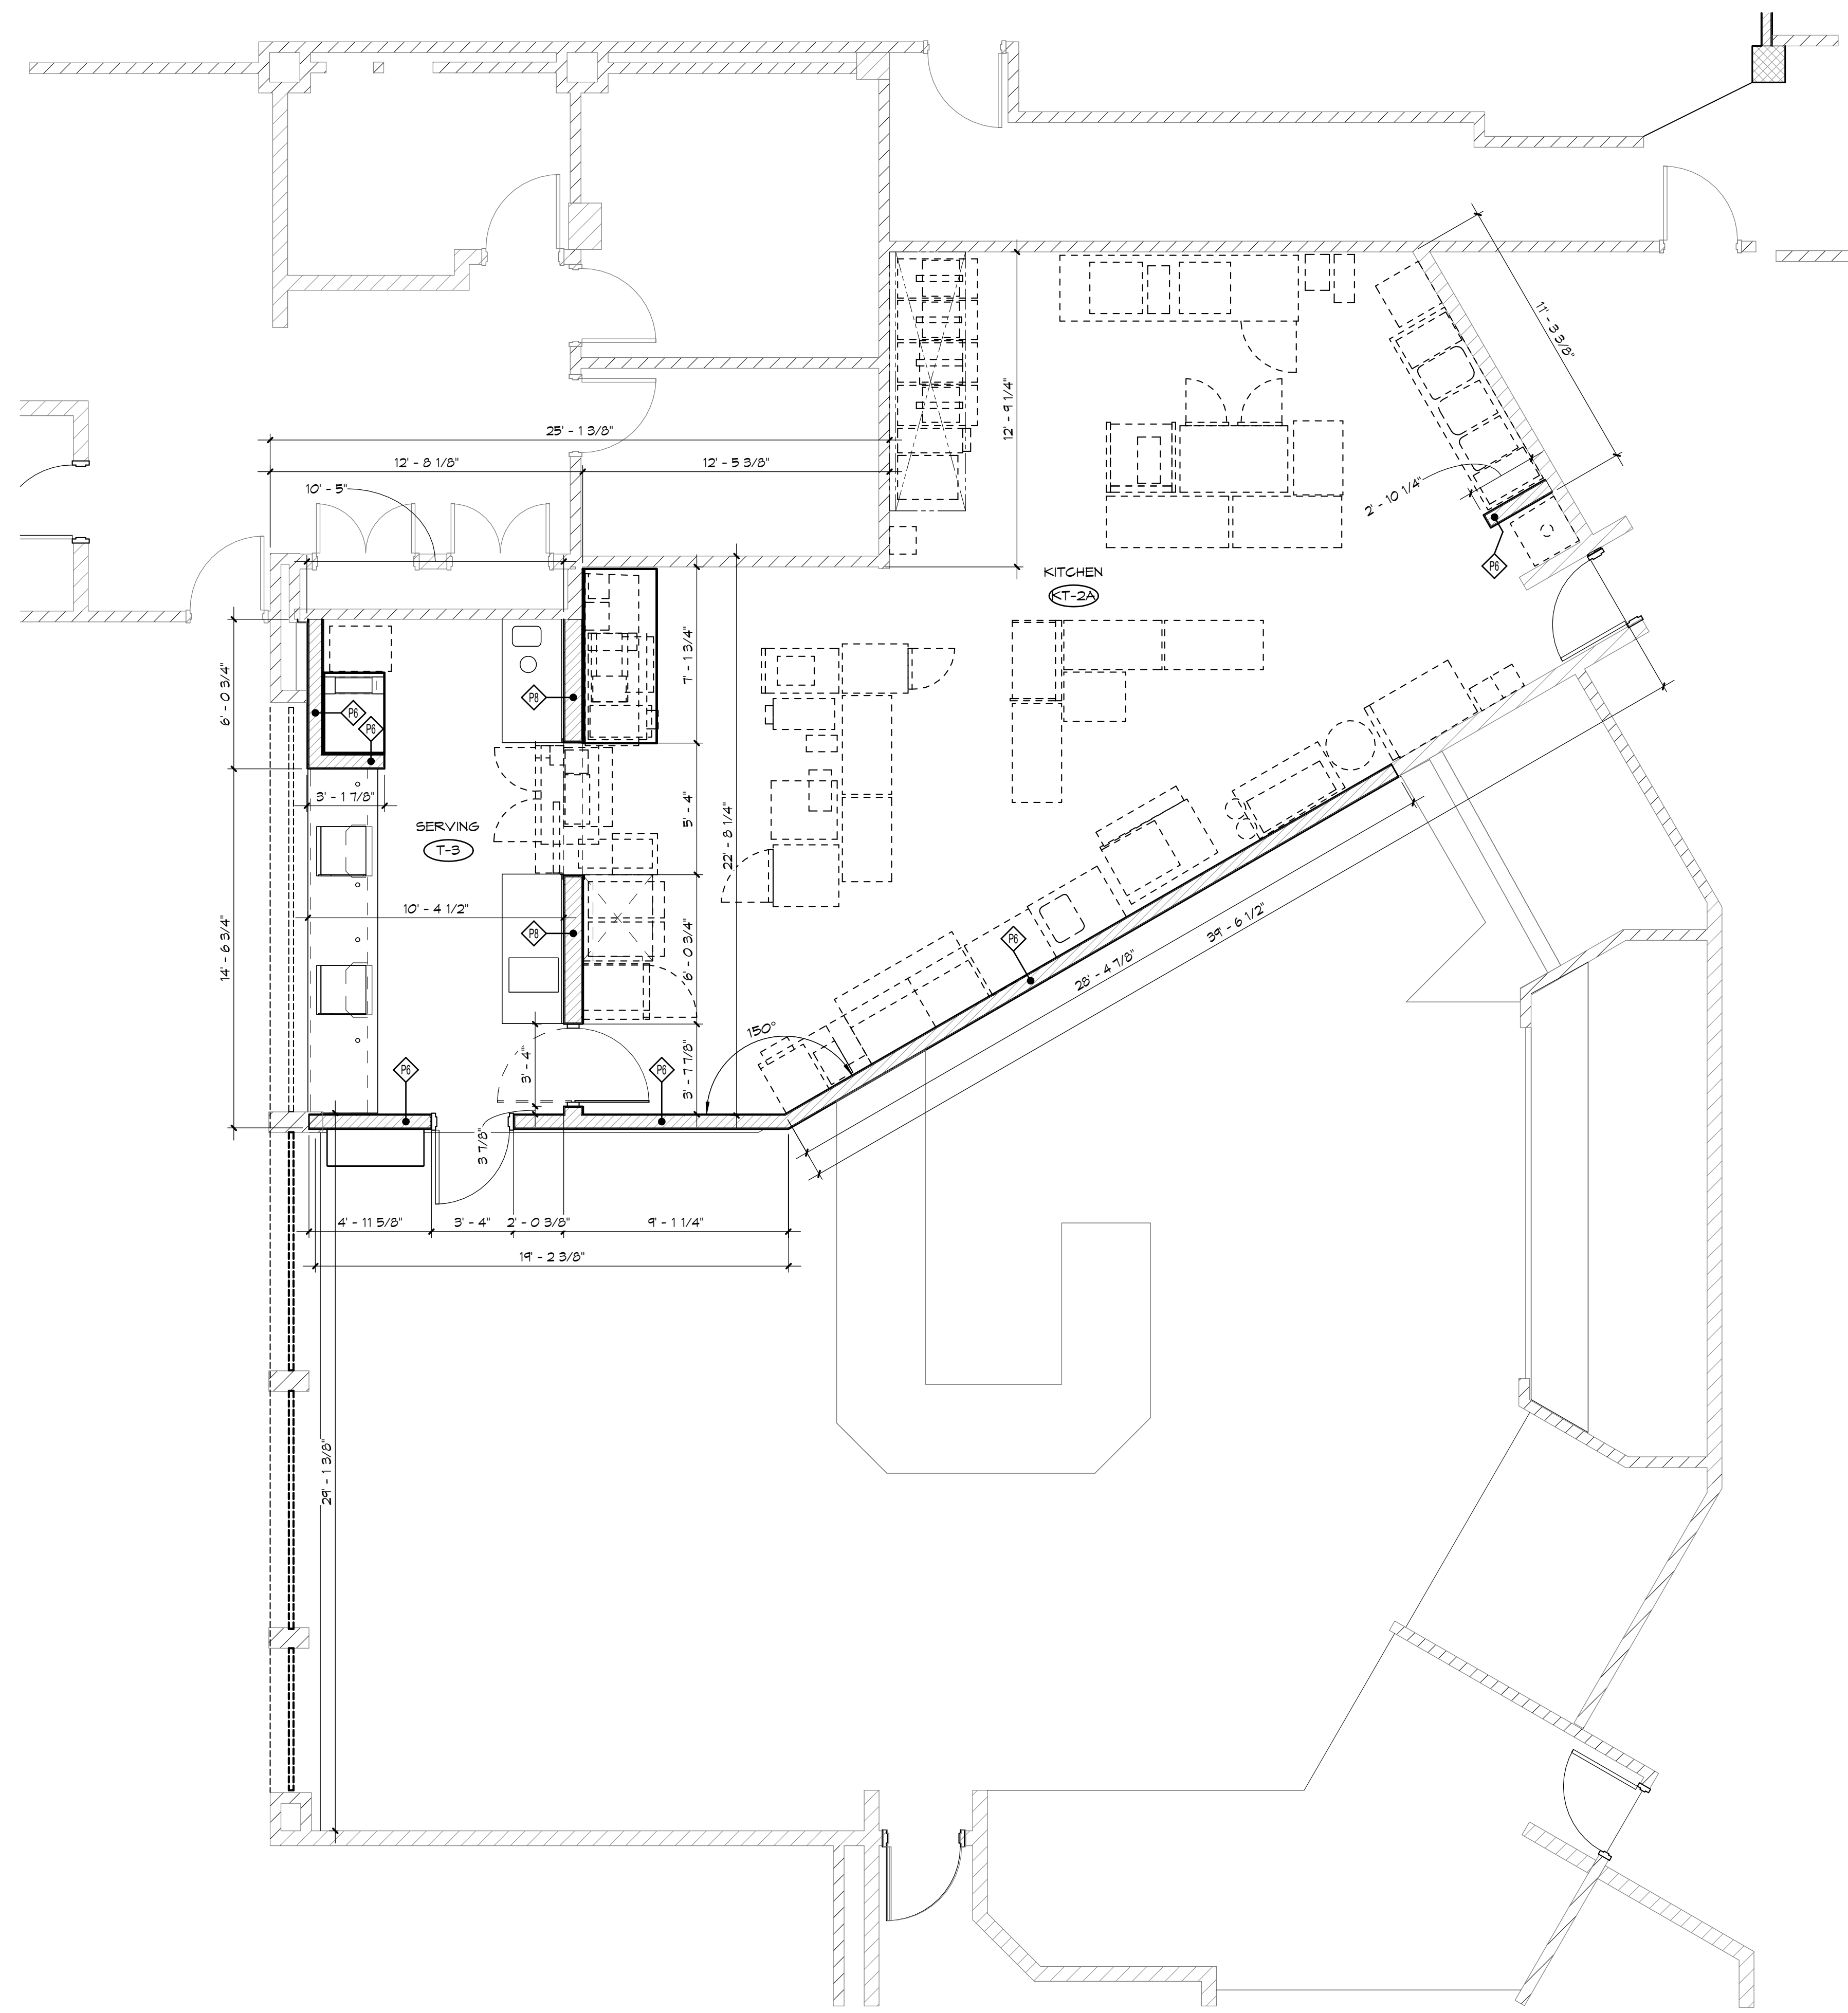 11' - 3 3/8"
12' - 9 1/4"
25' - 1 3/8"
12' - 8 1/8"
12' - 5 3/8"
10' - 5"
2' - 10 1/4"
P6
KITCHEN
KT-2A
7' - 1 3/4"
6' - 0 3/4"
P8
P6
P6
3' - 1 7/8"
5' - 4"
22' - 8 1/4"
SERVING
T-3
10' - 4 1/2"
P8
14' - 6 3/4"
6' - 0 3/4"
P6
39' - 6 1/2"
28' - 4 7/8"
150°
3' - 4"
3' - 7 7/8"
P6
P6
3 7/8"
4' - 11 5/8"
3' - 4"
2' - 0 3/8"
9' - 1 1/4"
19' - 2 3/8"
29' - 1 3/8"